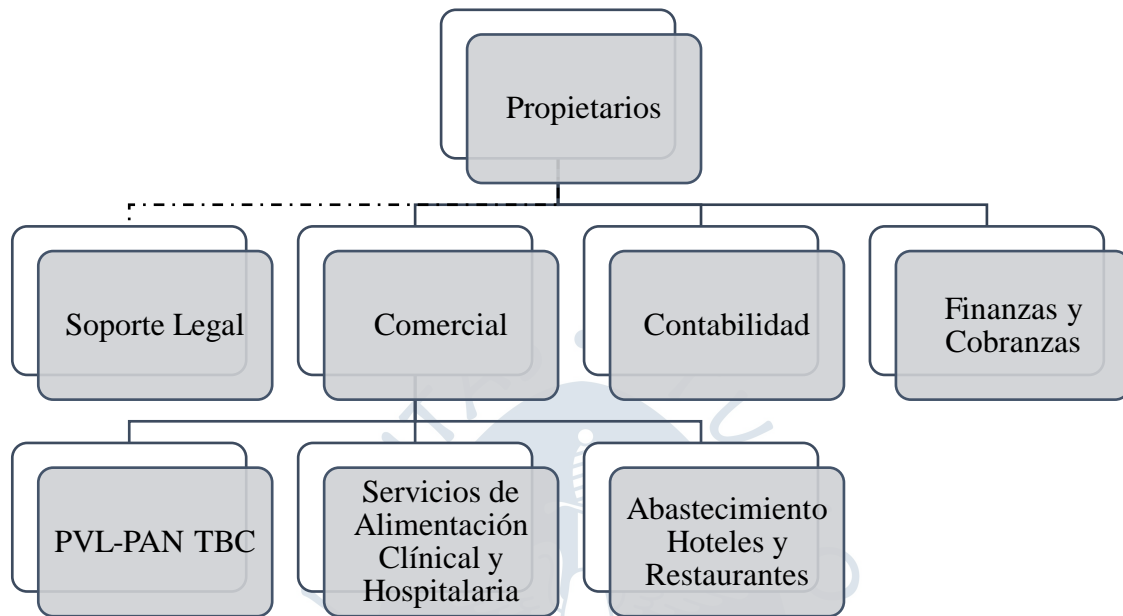 Propietarios
Soporte Legal
Comercial
Contabilidad
Finanzas y
Cobranzas
PVL-PAN TBC
Servicios de
Alimentación
Clínical y
Hospitalaria
Abastecimiento
Hoteles y
Restaurantes